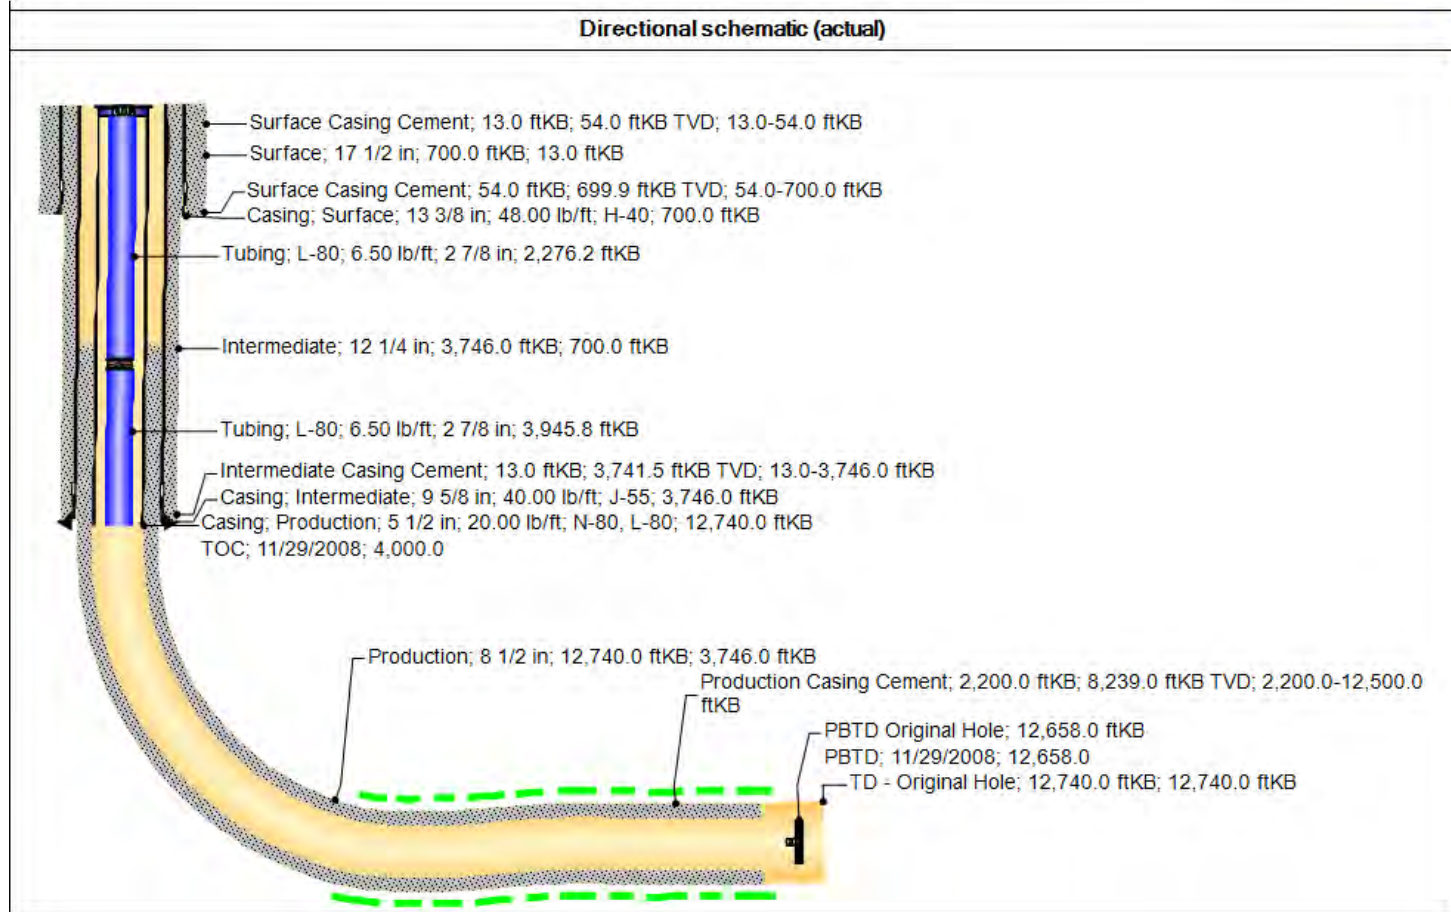 Directional schematic (actual)
Surface Casing Cement; 13.0 ftKB; 54.0 ftKB TVD; 13.0-54.0 ftKB
Surface; 17 1/2 in; 700.0 ftKB; 13.0 ftKB
Surface Casing Cement; 54.0 ftKB; 699.9 ftKB TVD; 54.0-700.0 ftKB
Casing; Surface; 13 3/8 in; 48.00 lb/ft; H-40; 700.0 ftKB
Tubing; L-80; 6.50 lb/ft; 2 7/8 in; 2,276.2 ftKB
Intermediate; 12 1/4 in; 3,746.0 ftKB; 700.0 ftKB
Tubing; L-80; 6.50 lb/ft; 2 7/8 in; 3,945.8 ftKB
Intermediate Casing Cement; 13.0 ftKB; 3,741.5 ftKB TVD; 13.0-3,746.0 ftKB
Casing; Intermediate; 9 5/8 in; 40.00 lb/ft; J-55; 3,746.0 ftKB
Casing; Production; 5 1/2 in; 20.00 lb/ft; N-80, L-80; 12,740.0 ftKB
TOC; 11/29/2008; 4,000.0
Production; 8 1/2 in; 12,740.0 ftKB; 3,746.0 ftKB
Production Casing Cement; 2,200.0 ftKB; 8,239.0 ftKB TVD; 2,200.0-12,500.0
ftKB
PBTD Original Hole; 12,658.0 ftKB
PBTD; 11/29/2008; 12,658.0
TD - Original Hole; 12,740.0 ftKB; 12,740.0 ftKB